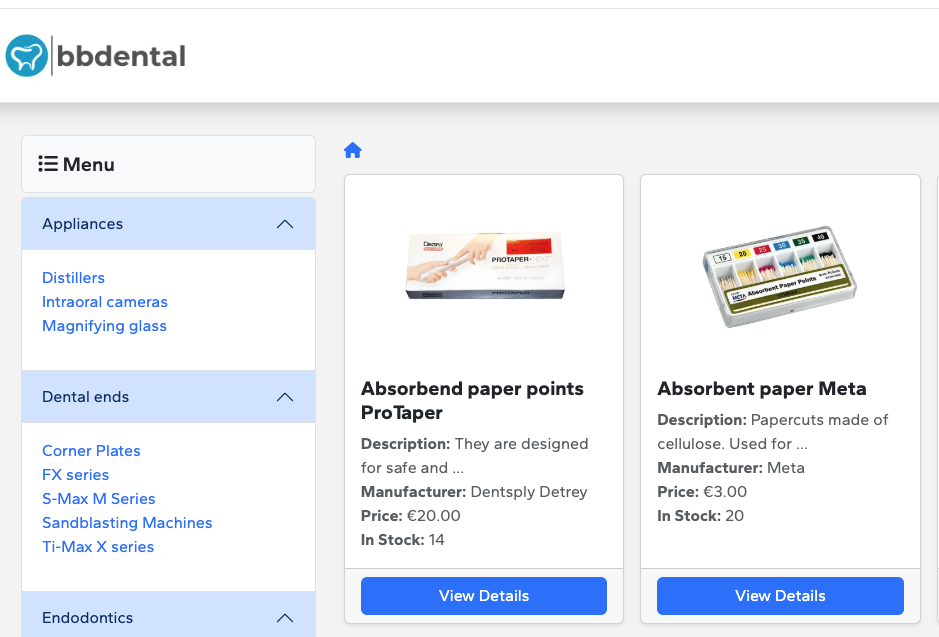 bbdental
Menu
Appliances
Distillers
Intraoral cameras
Magnifying glass
Dental ends
Corner Plates
FX series
S-Max M Series
Sandblasting Machines
Ti-Max X series
Endodontics
PROTAPER NEXT
Absorbend paper points
ProTaper
Description: They are designed
for safe and ...
Manufacturer: Dentsply Detrey
Price: €20.00
In Stock: 14
View Details
15 20 25 30 35 40
META Absorbent Paper Points
Absorbent paper Meta
Description: Papercuts made of
cellulose. Used for ...
Manufacturer: Meta
Price: €3.00
In Stock: 20
View Details